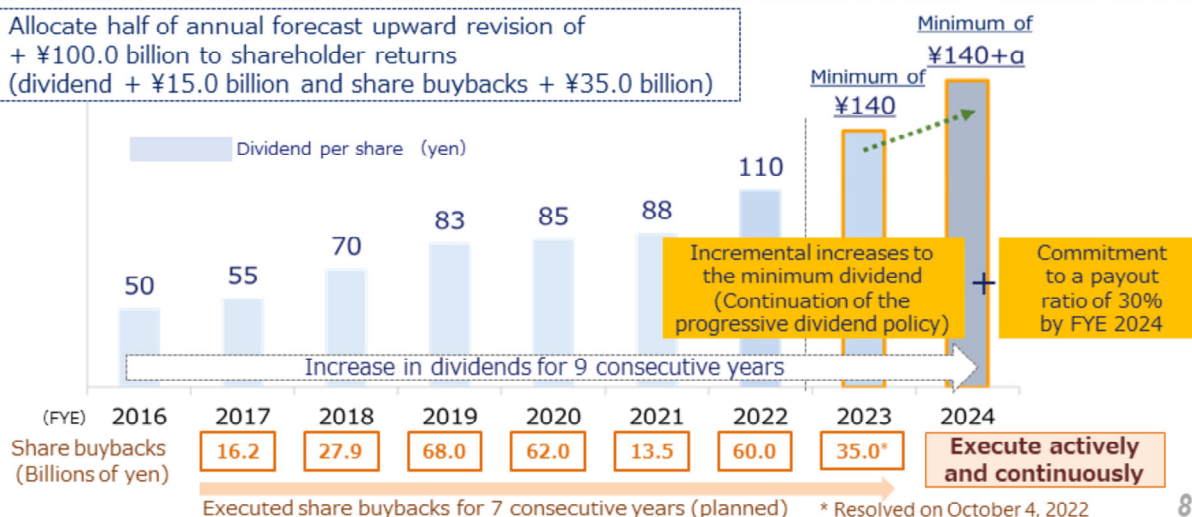 Allocate half of annual forecast upward revision of
+ ¥100.0 billion to shareholder returns
(dividend + ¥15.0 billion and share buybacks + ¥35.0 billion)
Minimum of
¥140+α
Minimum of
¥140
Dividend per share （yen）
50
55
70
83
85
88
110
Incremental increases to
the minimum dividend
(Continuation of the
progressive dividend policy)
+
Commitment
to a payout
ratio of 30%
by FYE 2024
Increase in dividends for 9 consecutive years
(FYE) 2016 2017 2018 2019 2020 2021 2022 2023 2024
Share buybacks
(Billions of yen)
16.2 27.9 68.0 62.0 13.5 60.0 35.0*
Execute actively
and continuously
Executed share buybacks for 7 consecutive years (planned)
* Resolved on October 4, 2022
8